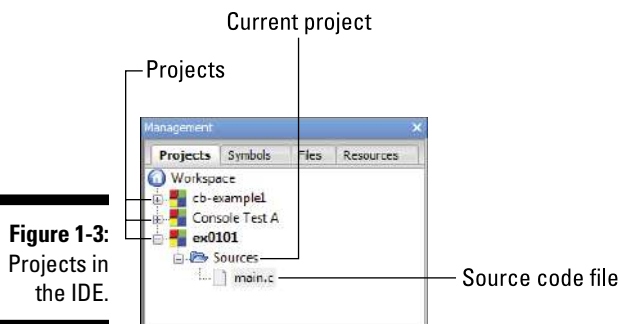 Current project
Projects
Management
Projects Symbols Files Resources
Workspace
cb-example1
Console Test A
ex0101
Sources
main.c
Source code file
Figure 1-3:
Projects in
the IDE.